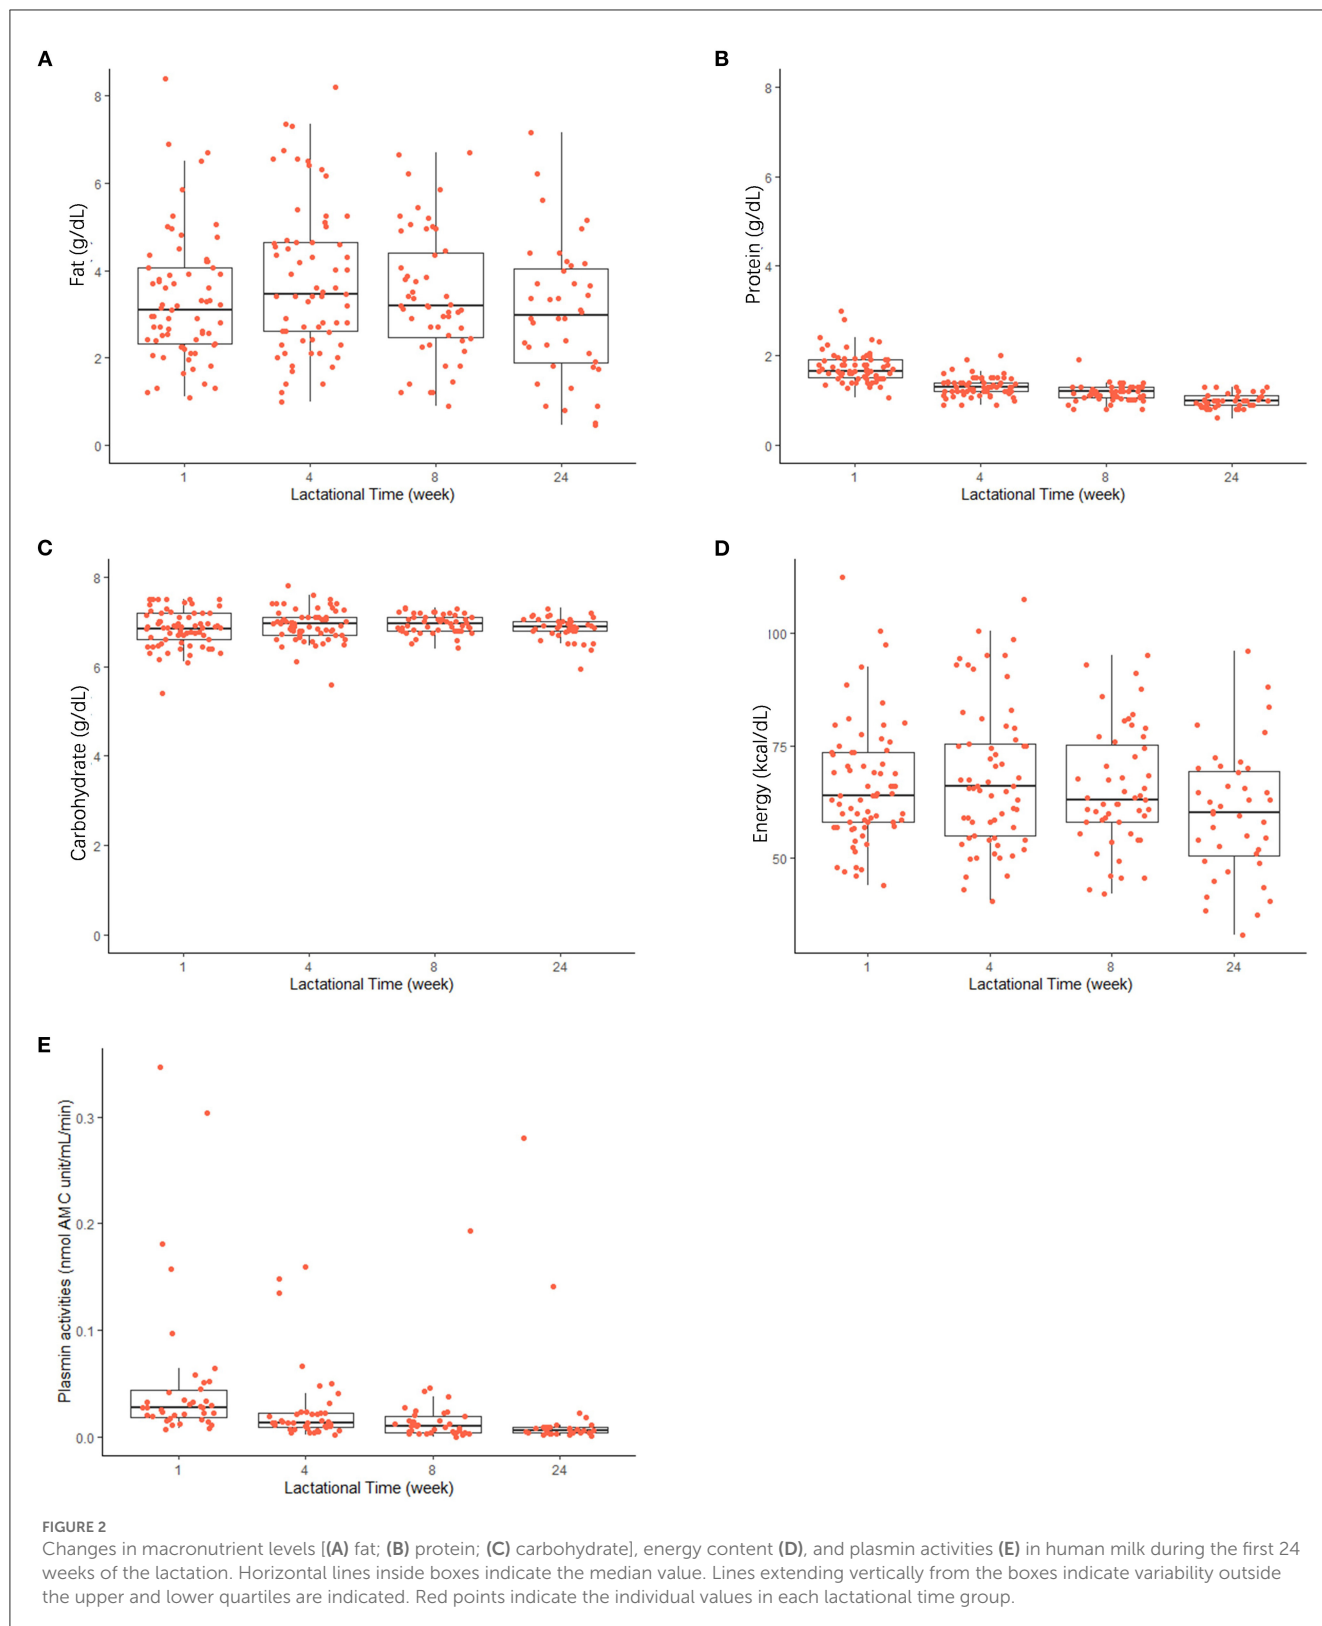 A
Fat (g/dL)
8
6
4
2
0
1 4 8 24
Lactational Time (week)
B
Protein (g/dL)
8
6
4
2
0
1 4 8 24
Lactational Time (week)
C
Carbohydrate (g/dL)
8
6
4
2
0
1 4 8 24
Lactational Time (week)
D
Energy (kcal/dL)
100
75
50
1 4 8 24
Lactational Time (week)
E
Plasmin activities (nmol AMC unit/mL/min)
0.3
0.2
0.1
0.0
1 4 8 24
Lactational Time (week)
FIGURE 2
Changes in macronutrient levels [(A) fat; (B) protein; (C) carbohydrate], energy content (D), and plasmin activities (E) in human milk during the first 24
weeks of the lactation. Horizontal lines inside boxes indicate the median value. Lines extending vertically from the boxes indicate variability outside
the upper and lower quartiles are indicated. Red points indicate the individual values in each lactational time group.